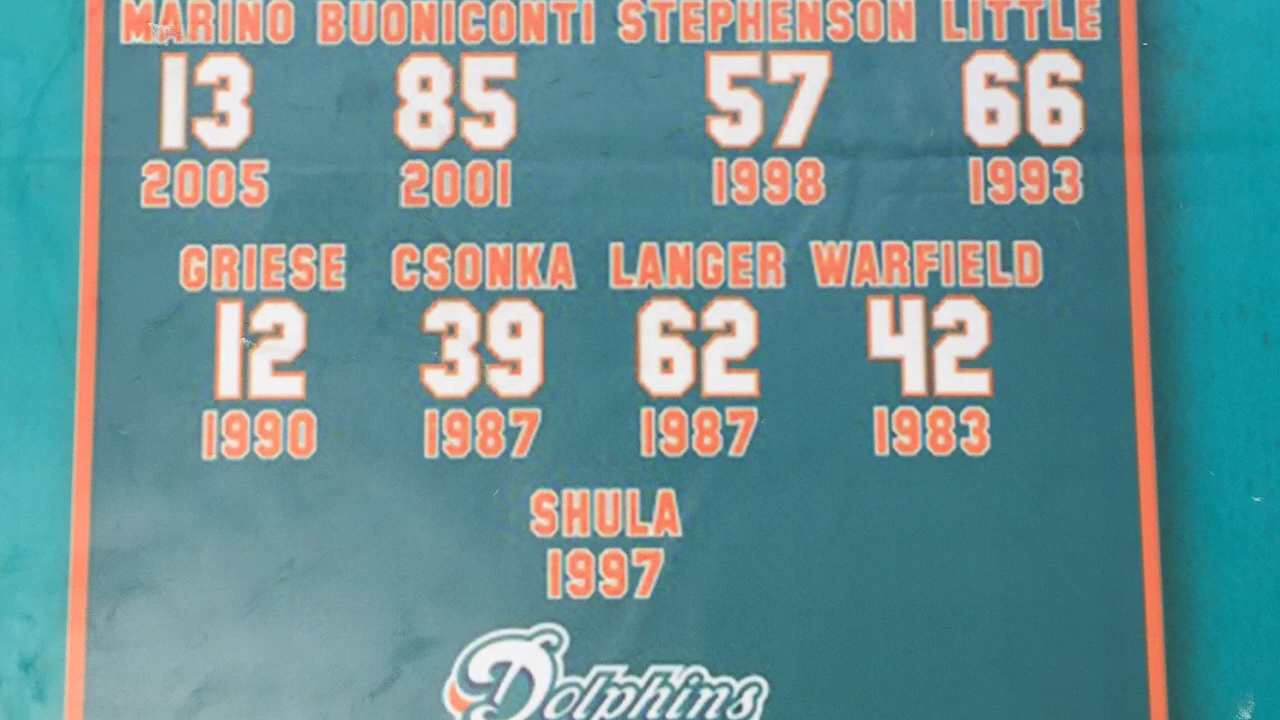 MARINO BUONICONTI STEPHENSON LITTLE
13 85 57 66
2005 2001 1998 1993
GRIESE CSONKA LANGER WARFIELD
12 39 62 42
1990 1987 1987 1983
SHULA
1997
Dolphins